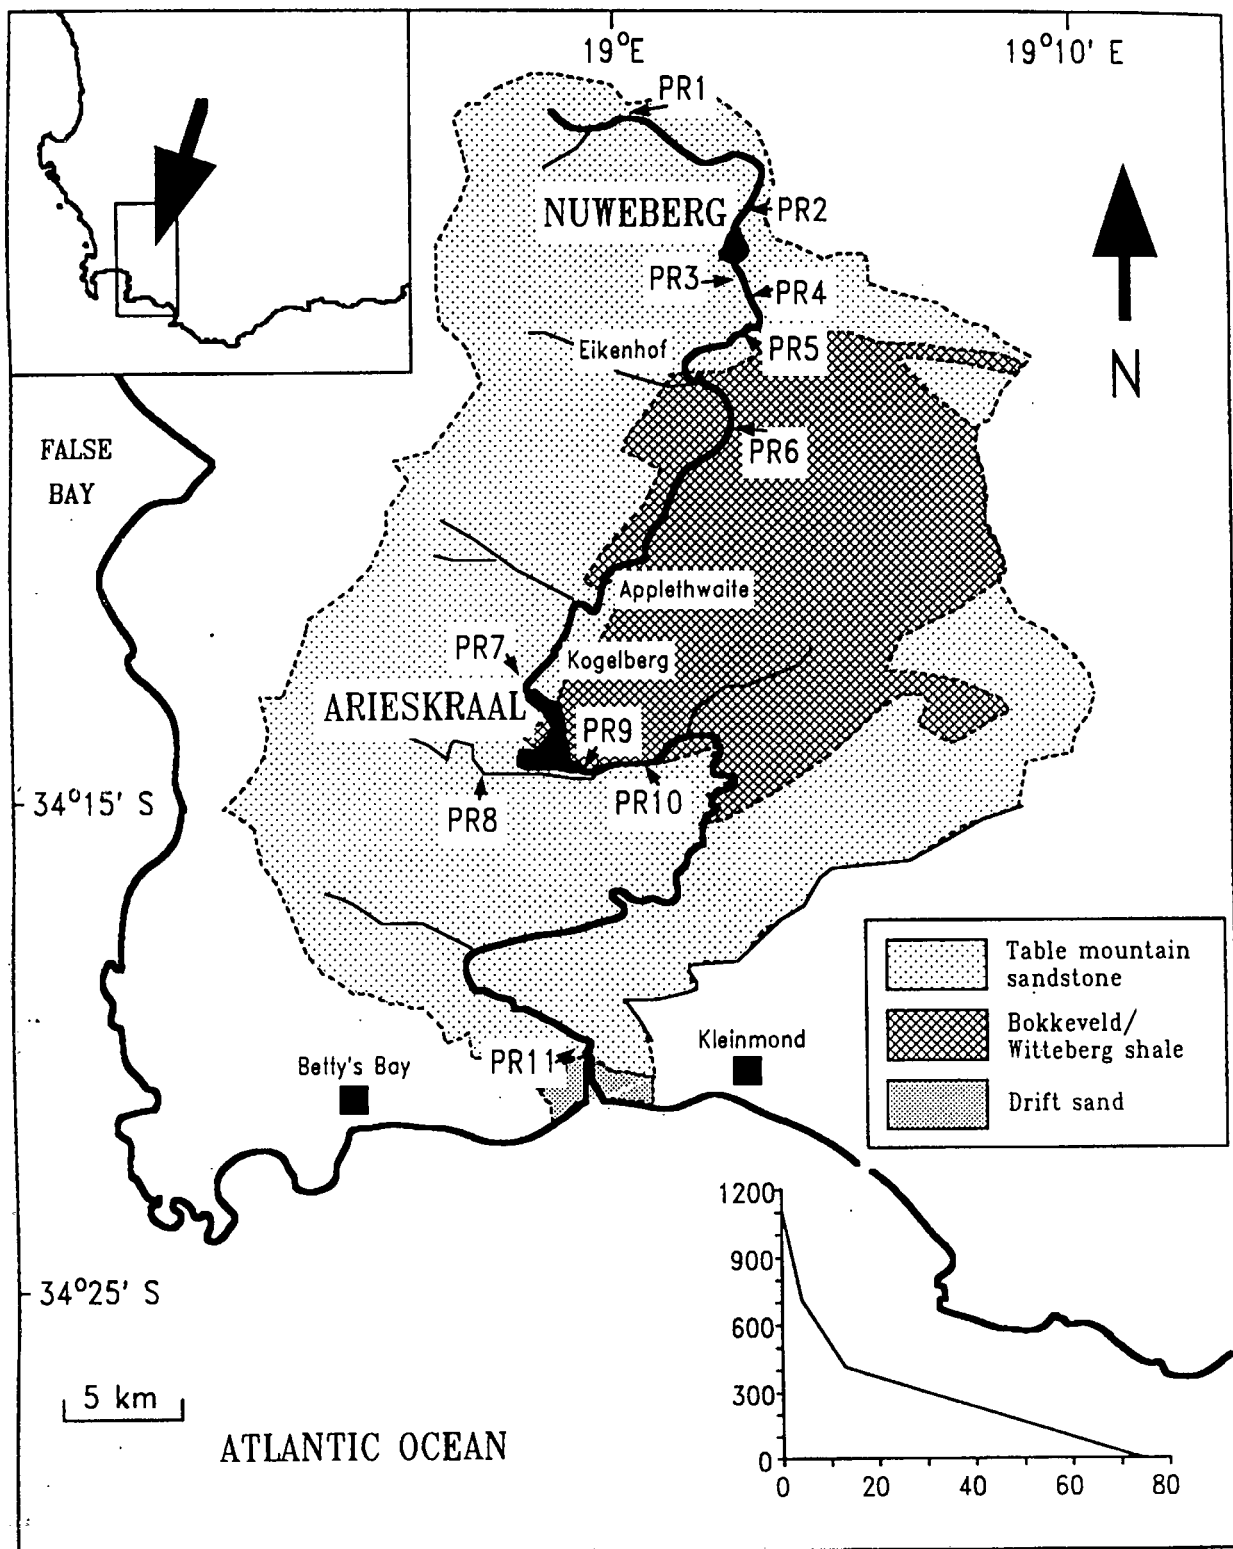 19°E
19°10' E
PR1
NUWEBERG
PR2
PR3
PR4
Eikenhof
PR5
N
FALSE
BAY
PR6
Applethwaite
PR7
Kogelberg
ARIESKRAAL
PR9
34°15' S
PR8
PR10
Table mountain
sandstone
Bokkeveld/
Witteberg shale
Drift sand
Kleinmond
PR11
Betty's Bay
1200
900
600
300
0
0
20
40
60
80
34°25' S
5 km
ATLANTIC OCEAN